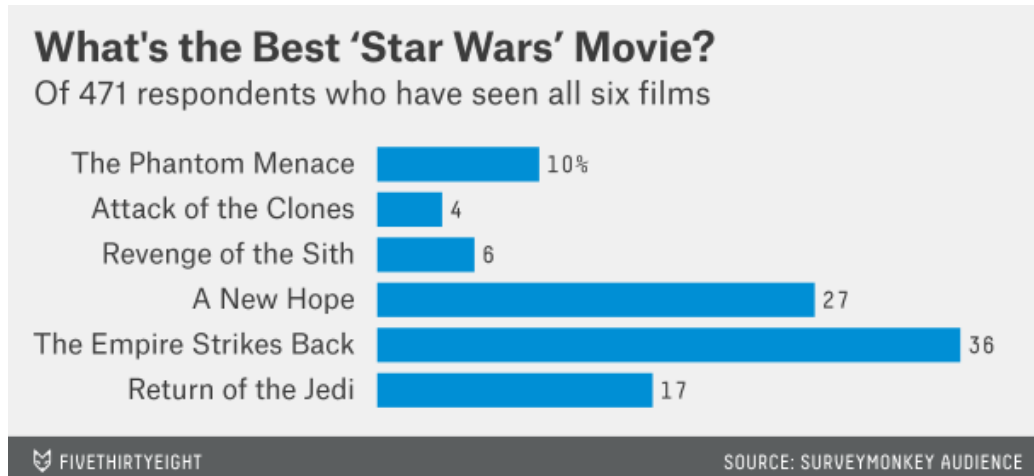 What's the Best ‘Star Wars’ Movie?
Of 471 respondents who have seen all six films
The Phantom Menace 10%
Attack of the Clones 4
Revenge of the Sith 6
A New Hope 27
The Empire Strikes Back 36
Return of the Jedi 17
FIVETHIRTYEIGHT SOURCE: SURVEYMONKEY AUDIENCE